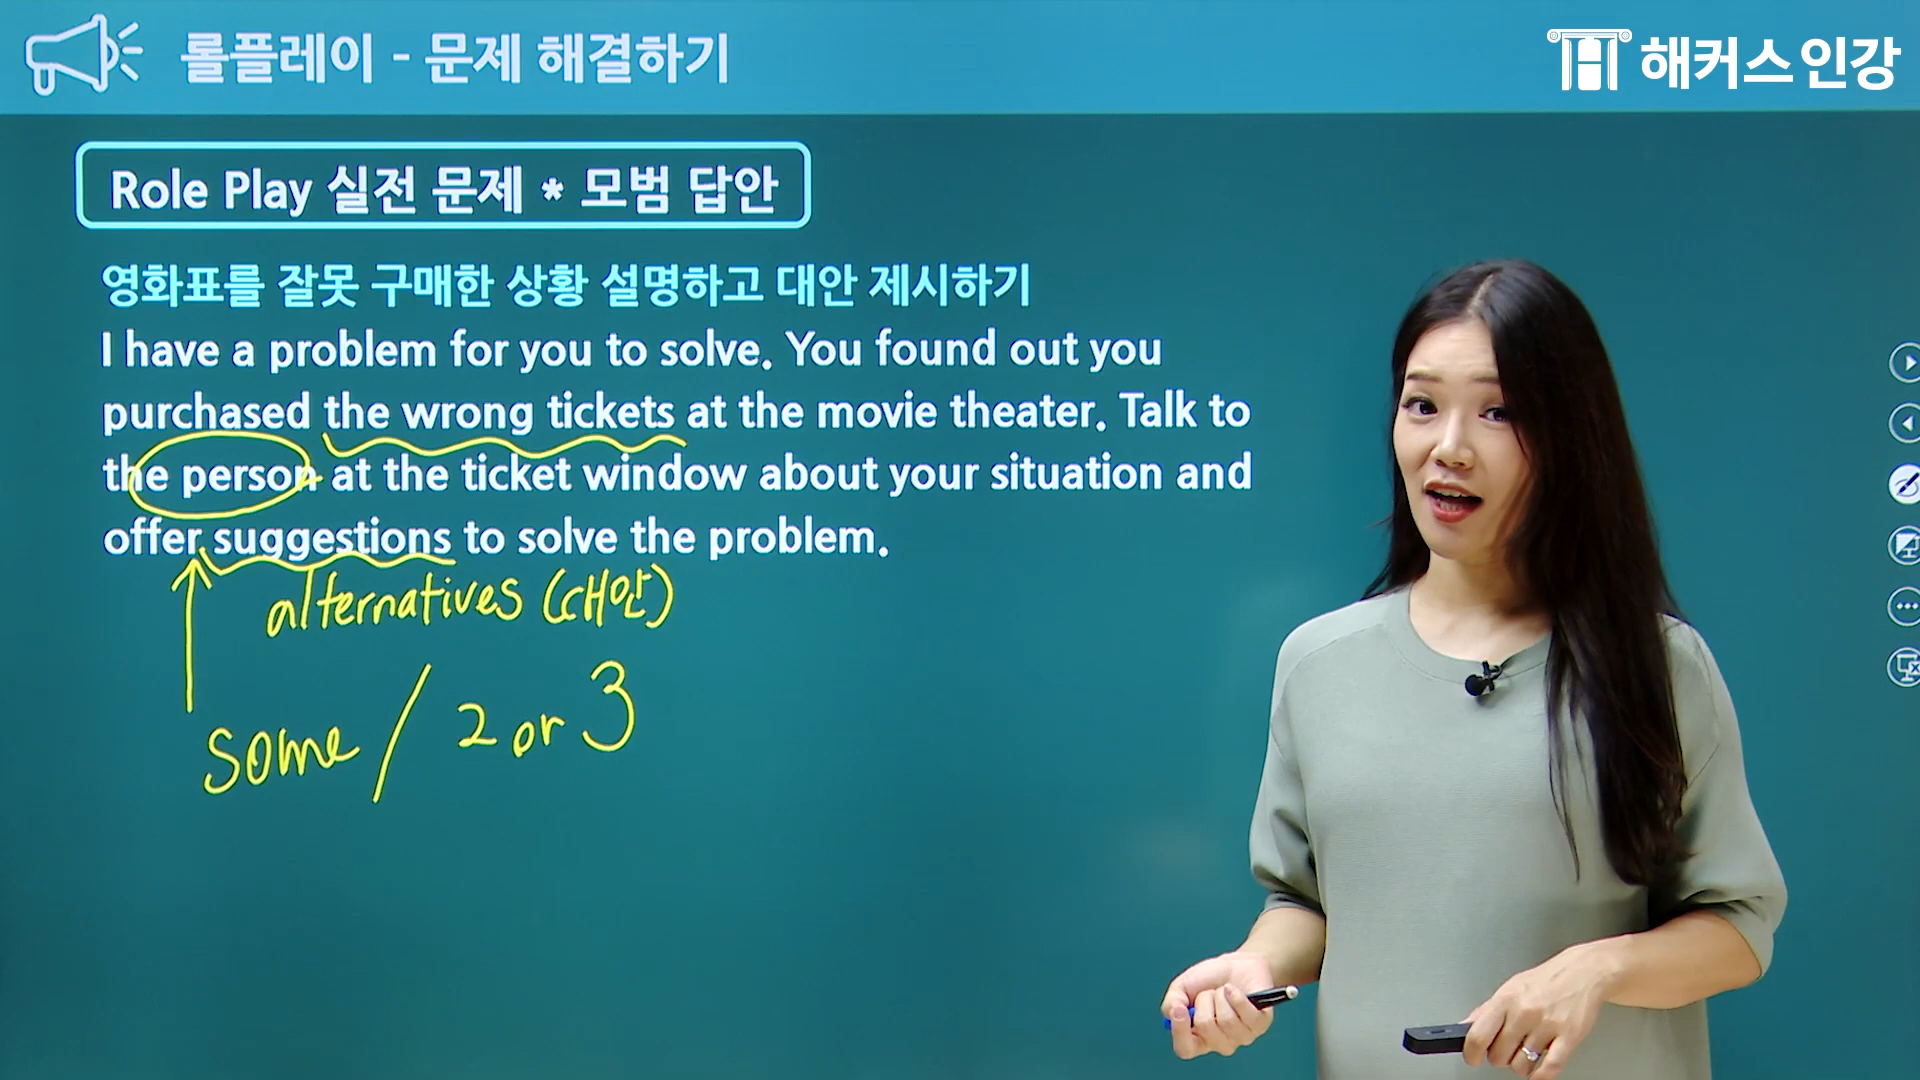 롤플레이 - 문제 해결하기
해커스인강
Role Play 실전 문제 * 모범 답안
영화표를 잘못 구매한 상황 설명하고 대안 제시하기
I have a problem for you to solve. You found out you
purchased the wrong tickets at the movie theater. Talk to
the person at the ticket window about your situation and
offer suggestions to solve the problem.
alternatives (대안)
some / 2 or 3